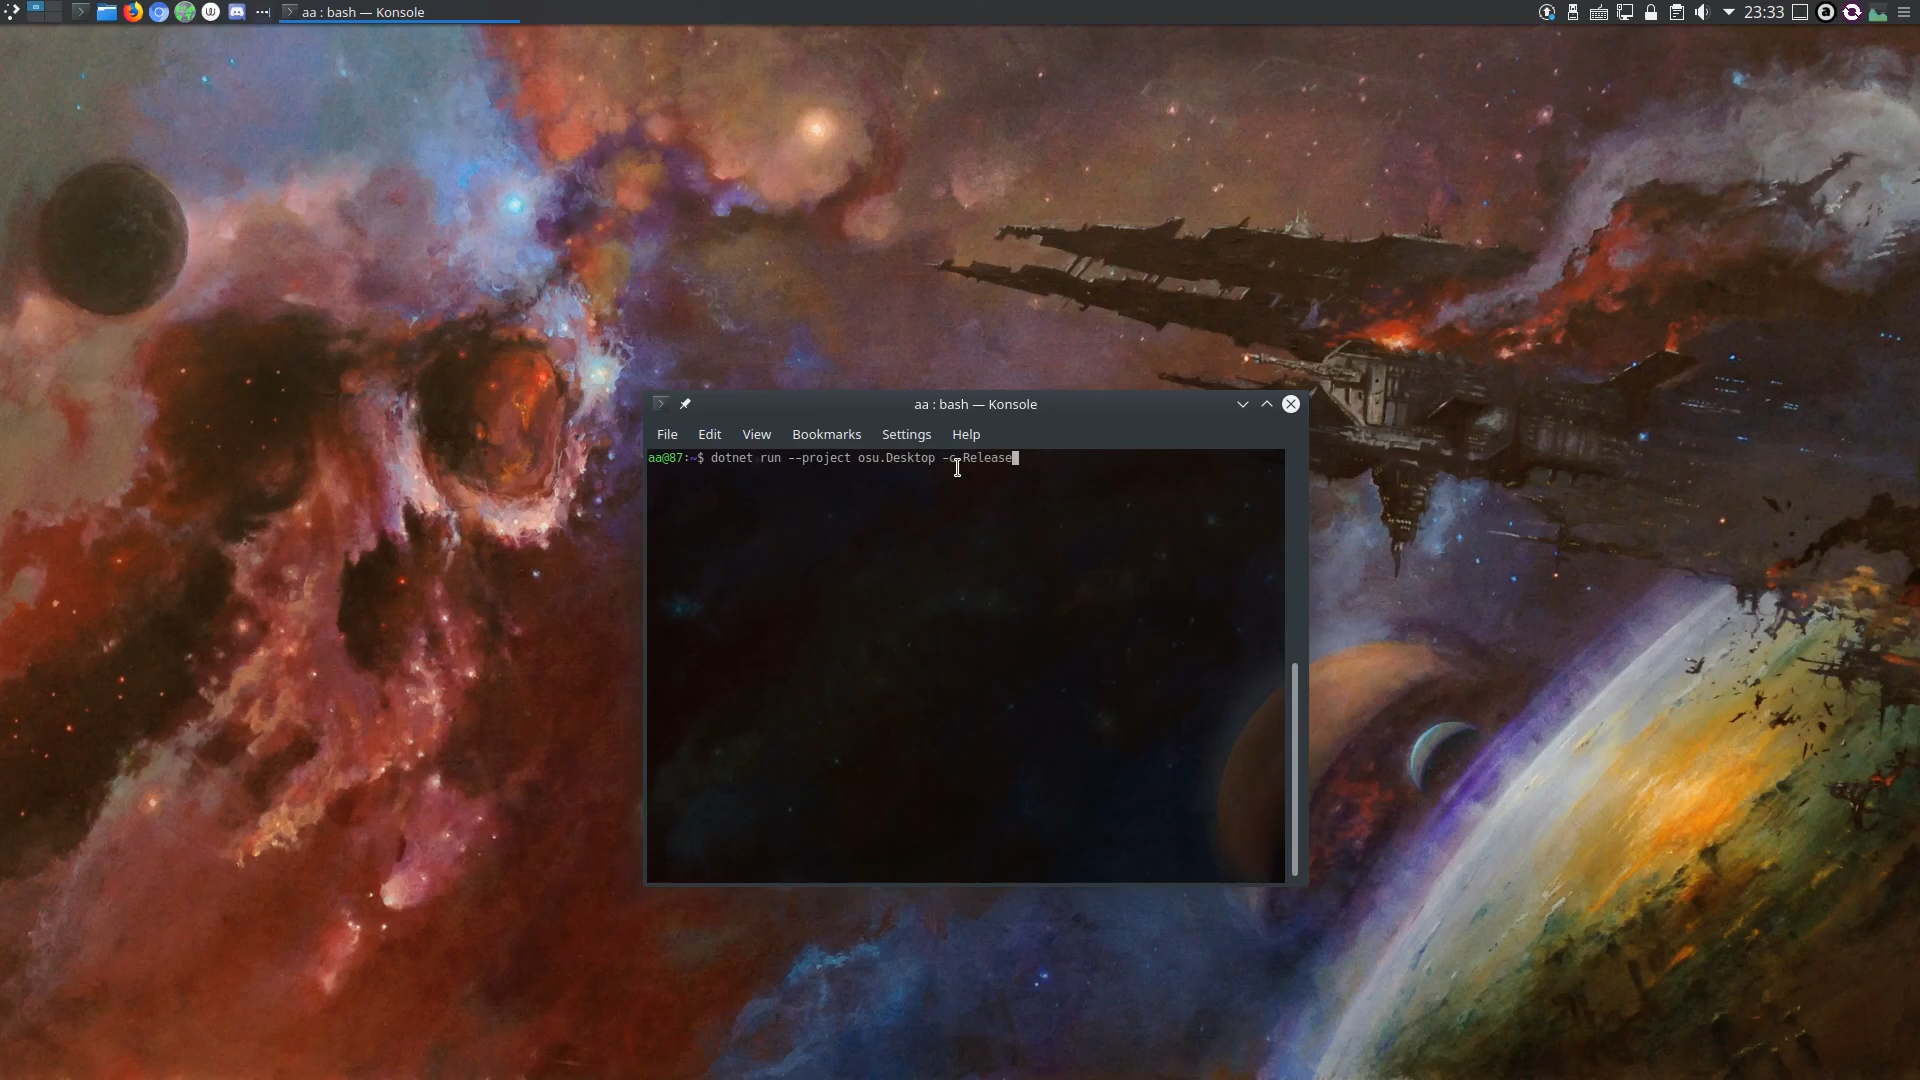 aa : bash — Konsole
23:33
aa : bash — Konsole
File Edit View Bookmarks Settings Help
aa@87:~$ dotnet run --project osu.Desktop -c Release